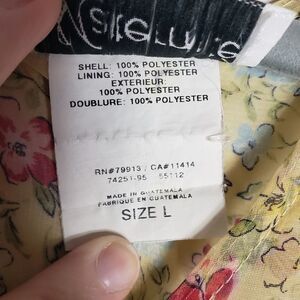 SHELL: 100% POLYESTER
LINING: 100% POLYESTER
EXTERIEUR:
100% POLYESTER
DOUBLURE: 100% POLYESTER
RN#79913 / CA#11414
74251-95 55112
MADE IN GUATEMALA
FABRIQUE EN GUATEMALA
SIZE L